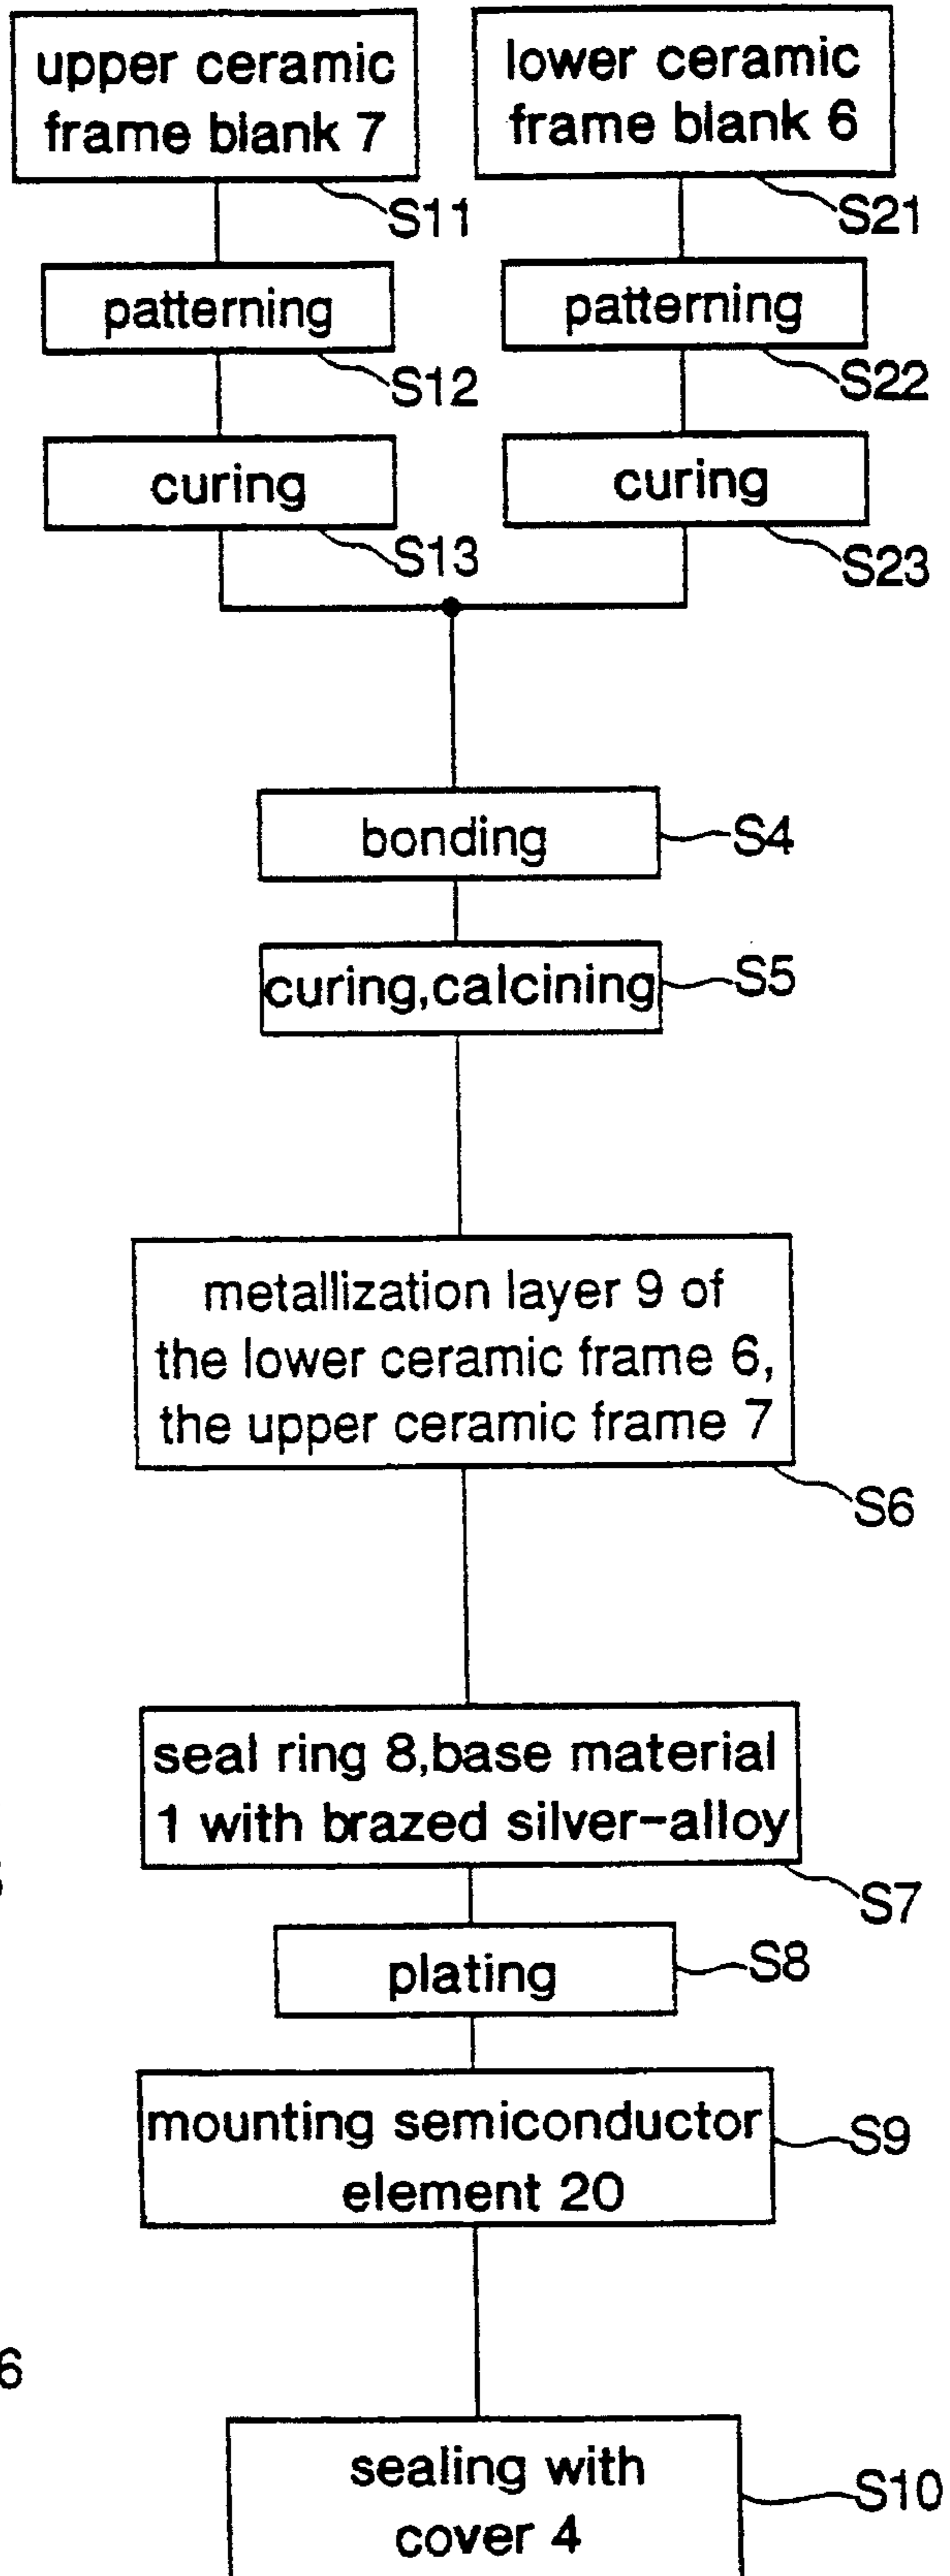 upper ceramic
frame blank 7
lower ceramic
frame blank 6
S11
S21
patterning
patterning
S12
S22
curing
curing
S13
S23
bonding
S4
curing,calcining
S5
metallization layer 9 of
the lower ceramic frame 6,
the upper ceramic frame 7
S6
seal ring 8,base material
1 with brazed silver-alloy
S7
plating
S8
mounting semiconductor
element 20
S9
6
sealing with
cover 4
S10